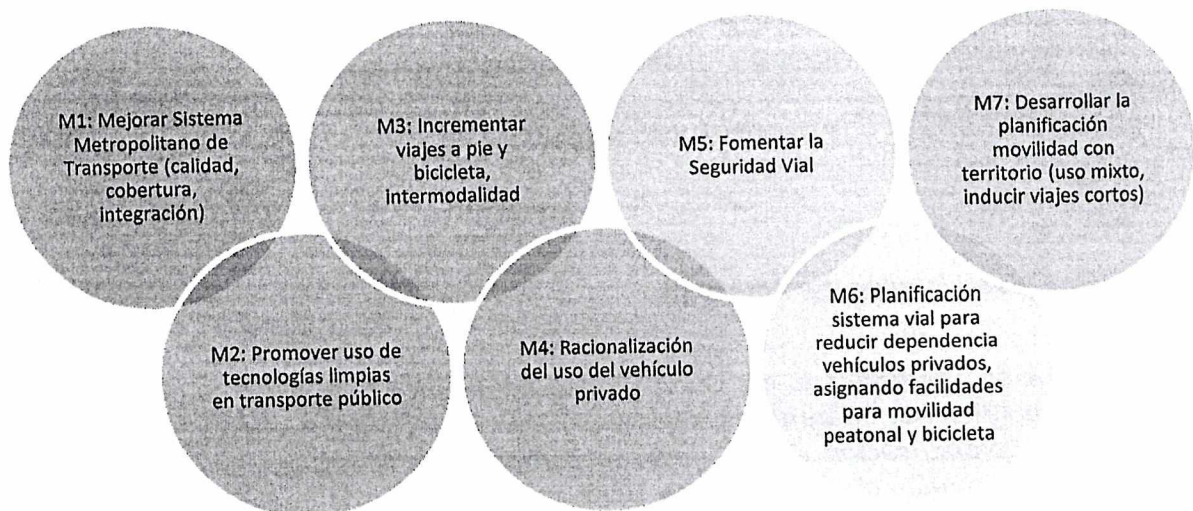 M1: Mejorar Sistema
Metropolitano de
Transporte (calidad,
cobertura,
integración)
M2: Promover uso de
tecnologías limpias
en transporte público
M3: Incrementar
viajes a pie y
bicicleta,
intermodalidad
M4: Racionalización
del uso del vehículo
privado
M5: Fomentar la
Seguridad Vial
M6: Planificación
sistema vial para
reducir dependencia
vehículos privados,
asignando facilidades
para movilidad
peatonal y bicicleta
M7: Desarrollar la
planificación
movilidad con
territorio (uso mixto,
inducir viajes cortos)